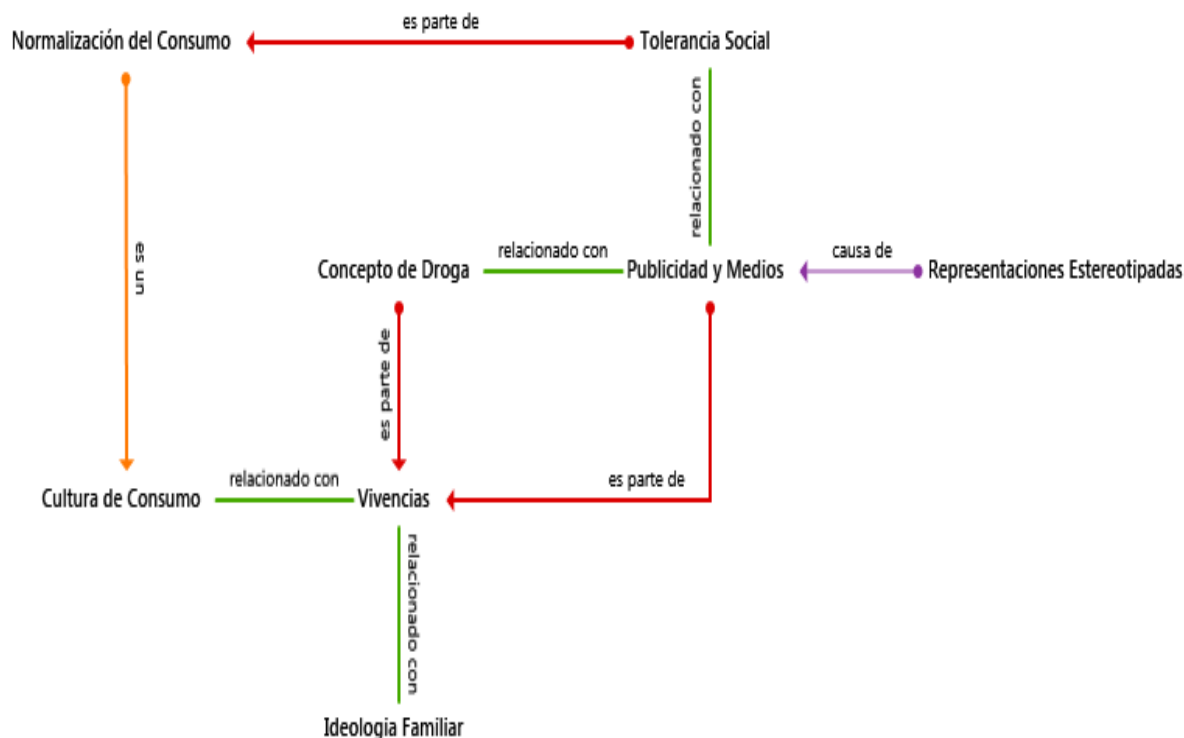 es parte de
Normalización del Consumo
Tolerancia Social
relacionado con
es un
relacionado con
causa de
Concepto de Droga
Publicidad y Medios
Representaciones Estereotipadas
es parte de
relacionado con
es parte de
Cultura de Consumo
Vivencias
relacionado con
Ideologia Familiar